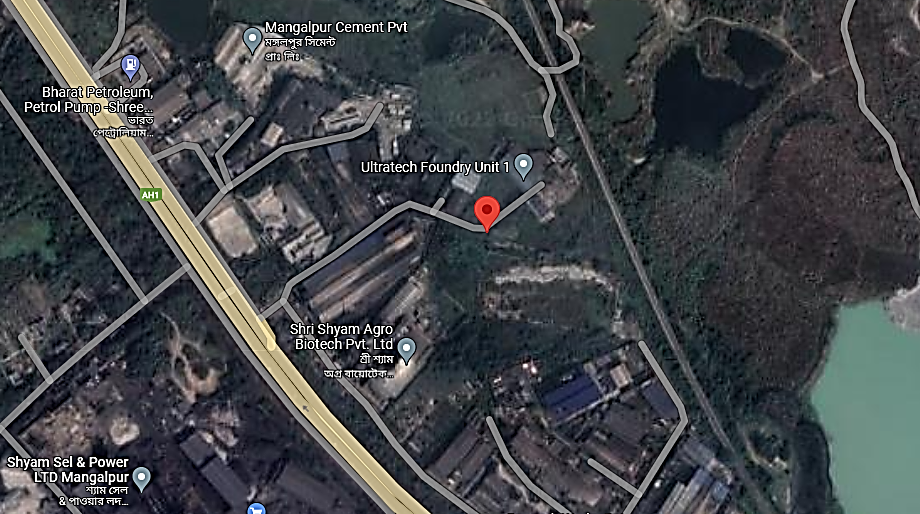 Mangalpur Cement Pvt
মঙ্গলপুর সিমেন্ট
প্রাঃ লিঃ -
Bharat Petroleum,
Petrol Pump -Shree...
ভারত
পেট্রোলিয়াম...
Ultratech Foundry Unit 1
AH1
Shri Shyam Agro
Biotech Pvt. Ltd
শ্রী শ্যাম
অগ্র বায়োটেক...
Shyam Sel & Power
LTD Mangalpur
শ্যাম সেল
& পাওয়ার লিমি...